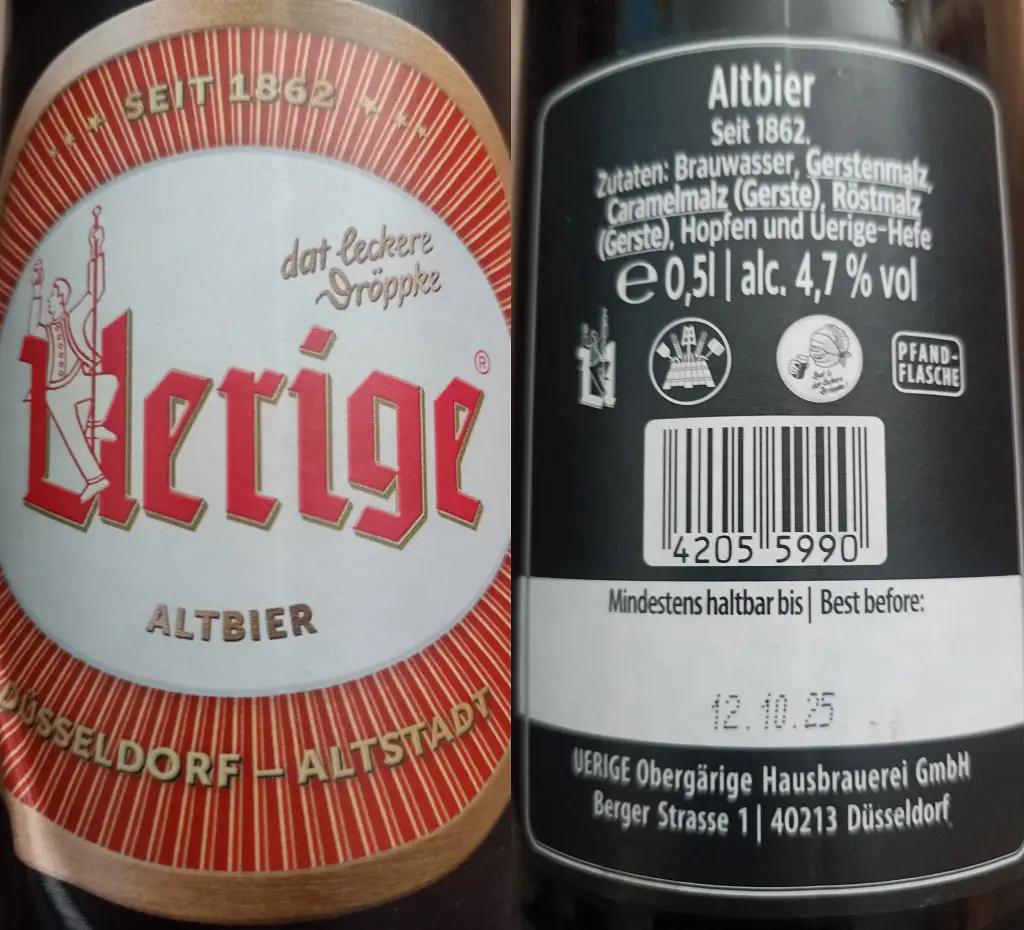 SEIT 1862
dat leckere
Dröppke
Uerige®
ALTBIER
DÜSSELDORF – ALTSTADT
Altbier
Seit 1862.
Zutaten: Brauwasser, Gerstenmalz,
Caramelmalz (Gerste), Röstmalz
(Gerste), Hopfen und Uerige-Hefe
℮ 0,5l | alc. 4,7 % vol
PFAND-
FLASCHE
4205 5990
Mindestens haltbar bis | Best before:
12.10.25
UERIGE Obergärige Hausbrauerei GmbH
Berger Strasse 1 | 40213 Düsseldorf